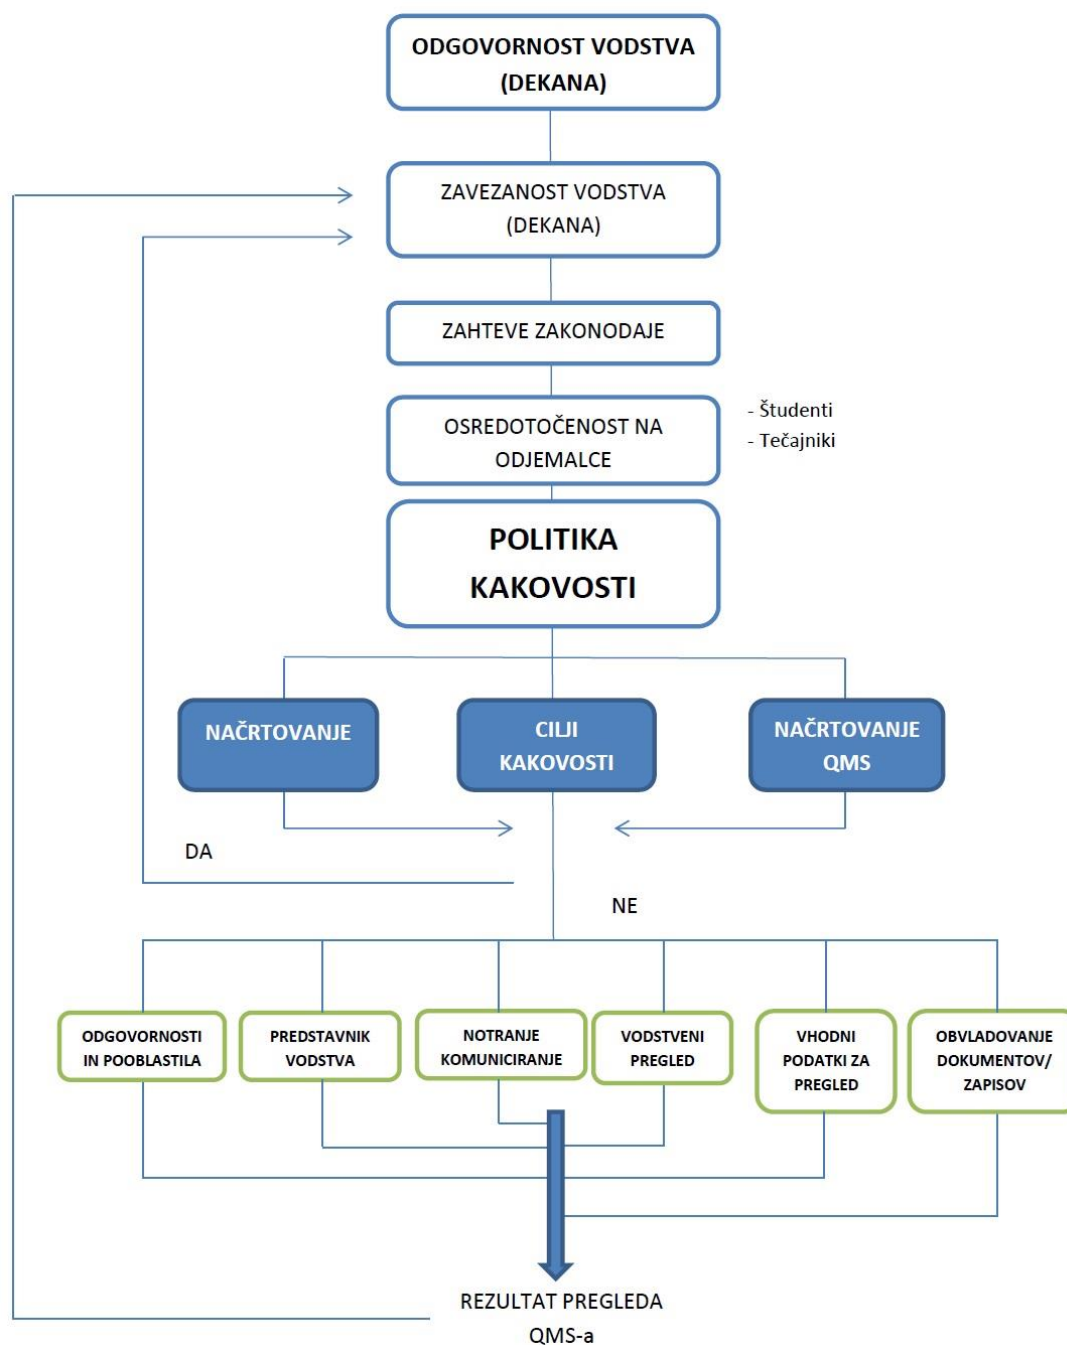 ODGOVORNOST VODSTVA
(DEKANA)
ZAVEZANOST VODSTVA
(DEKANA)
ZAHTEVE ZAKONODAJE
OSREDOTOČENOST NA
ODJEMALCE
- Študenti
- Tečajniki
POLITIKA
KAKOVOSTI
NAČRTOVANJE
CILJI
KAKOVOSTI
NAČRTOVANJE
QMS
DA
NE
ODGOVORNOSTI
IN POOBLASTILA
PREDSTAVNIK
VODSTVA
NOTRANJE
KOMUNICIRANJE
VODSTVENI
PREGLED
VHODNI
PODATKI ZA
PREGLED
OBVLADOVANJE
DOKUMENTOV/
ZAPISOV
REZULTAT PREGLEDA
QMS-a